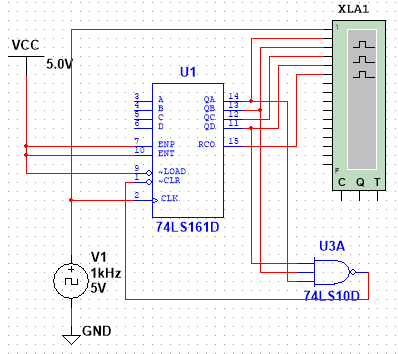 XLA1
VCC
5.0V
1
U1
3 A QA 14
4 B QB 13
5 C QC 12
6 D QD 11
7 ENP RCO 15
10 ENT
9 ~LOAD
1 ~CLR
2 CLK
F
C Q T
74LS161D
U3A
V1
1kHz
5V
74LS10D
GND